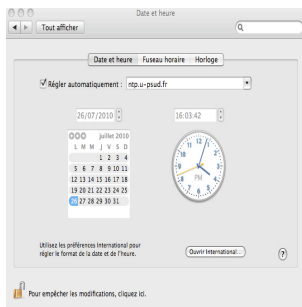 Date et heure
Tout afficher
Date et heure Fuseau horaire Horloge
Régler automatiquement : ntp.u-psud.fr
26/07/2010
16:03:42
juillet 2010
L M M J V S D
1 2 3 4
5 6 7 8 9 10 11
12 13 14 15 16 17 18
19 20 21 22 23 24 25
26 27 28 29 30 31
12
1
2
3
4
5
6
7
8
9
10
11
PM
Utilisez les préférences International pour
régler le format de la date et de l'heure.
Ouvrir International...
?
Pour empêcher les modifications, cliquez ici.